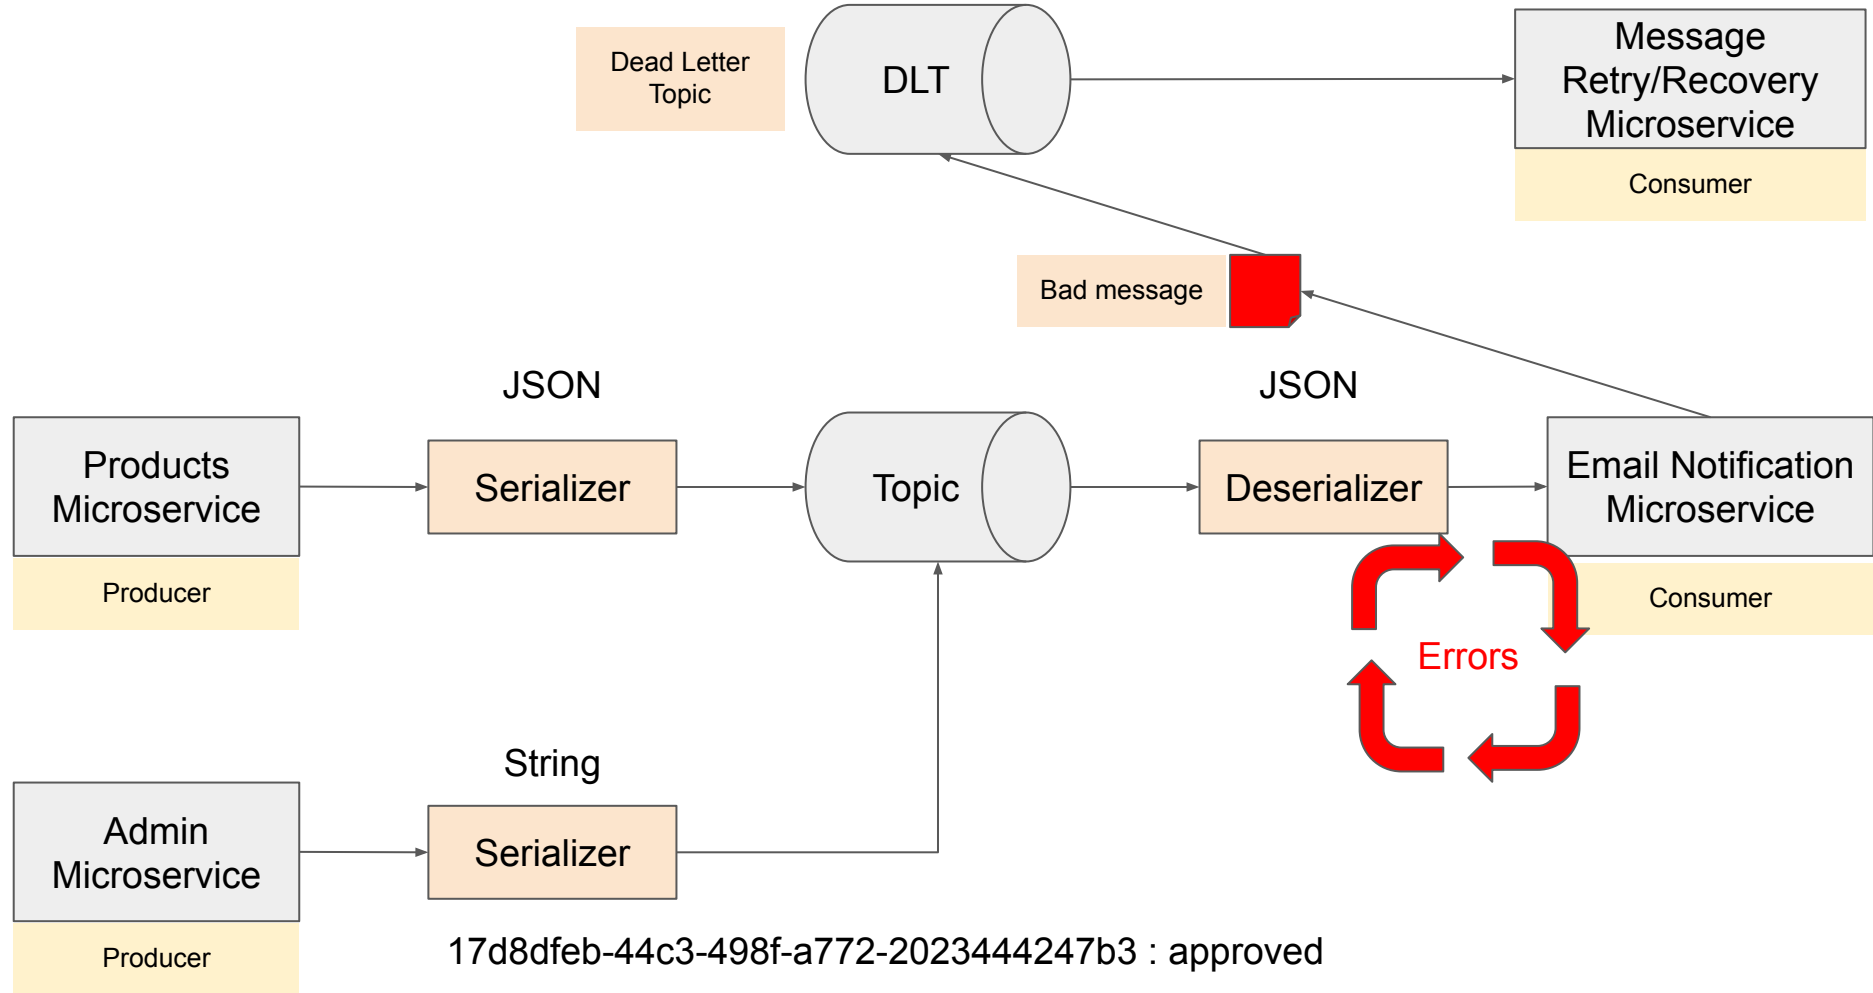 Dead Letter
Topic
DLT
Message
Retry/Recovery
Microservice
Consumer
Bad message
JSON
JSON
Products
Microservice
Serializer
Topic
Deserializer
Email Notification
Microservice
Producer
Consumer
Errors
String
Admin
Microservice
Serializer
Producer
17d8dfeb-44c3-498f-a772-2023444247b3 : approved